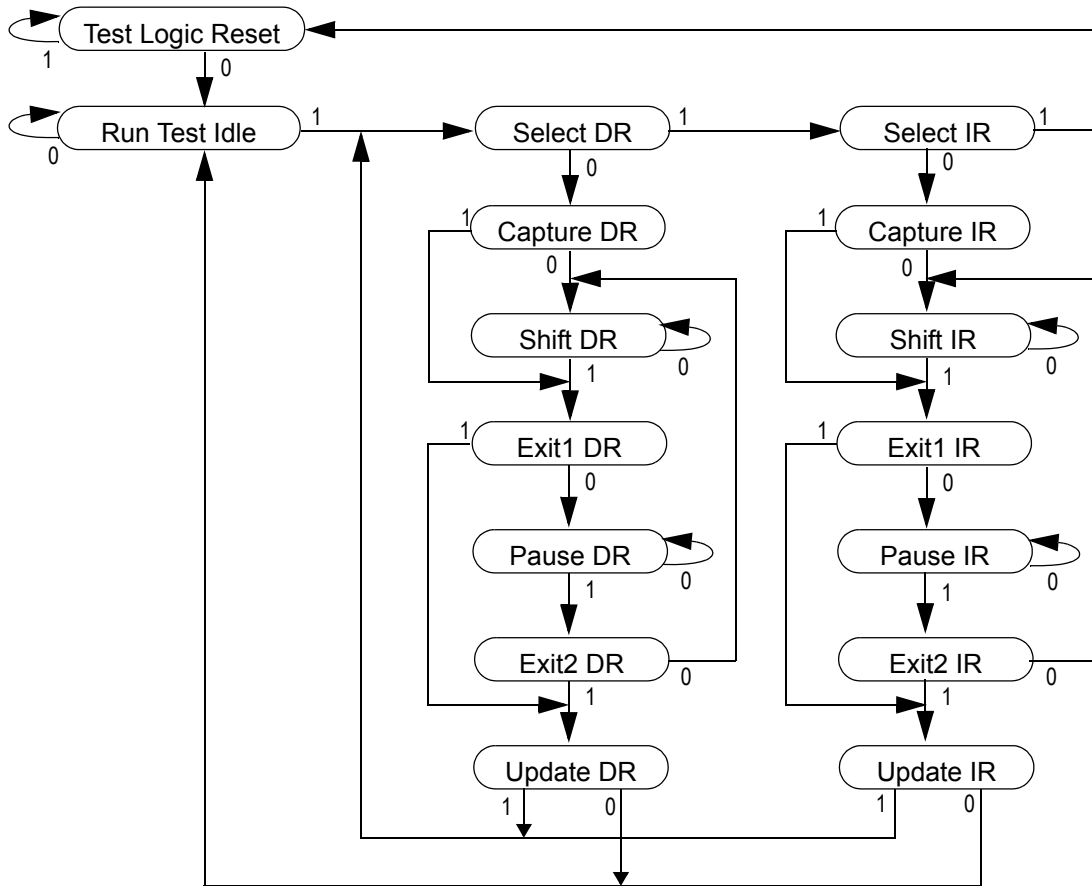 Test Logic Reset
1
0
Run Test Idle
1
Select DR
1
Select IR
1
0
0
0
1
Capture DR
1
Capture IR
0
0
Shift DR
Shift IR
0
0
1
1
1
Exit1 DR
1
Exit1 IR
0
0
Pause DR
Pause IR
0
0
1
1
Exit2 DR
Exit2 IR
0
0
1
1
Update DR
Update IR
1
0
1
0